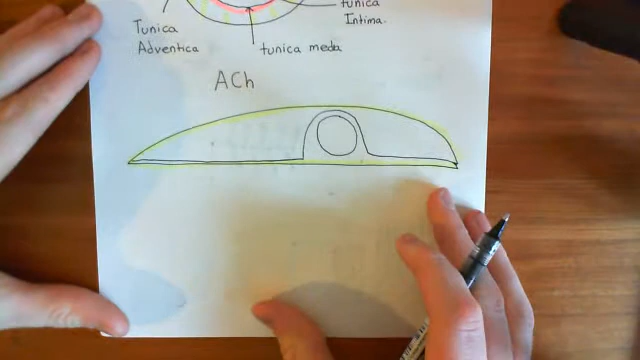 tunica
Intima.
Tunica
Adventica
tunica meda
ACh